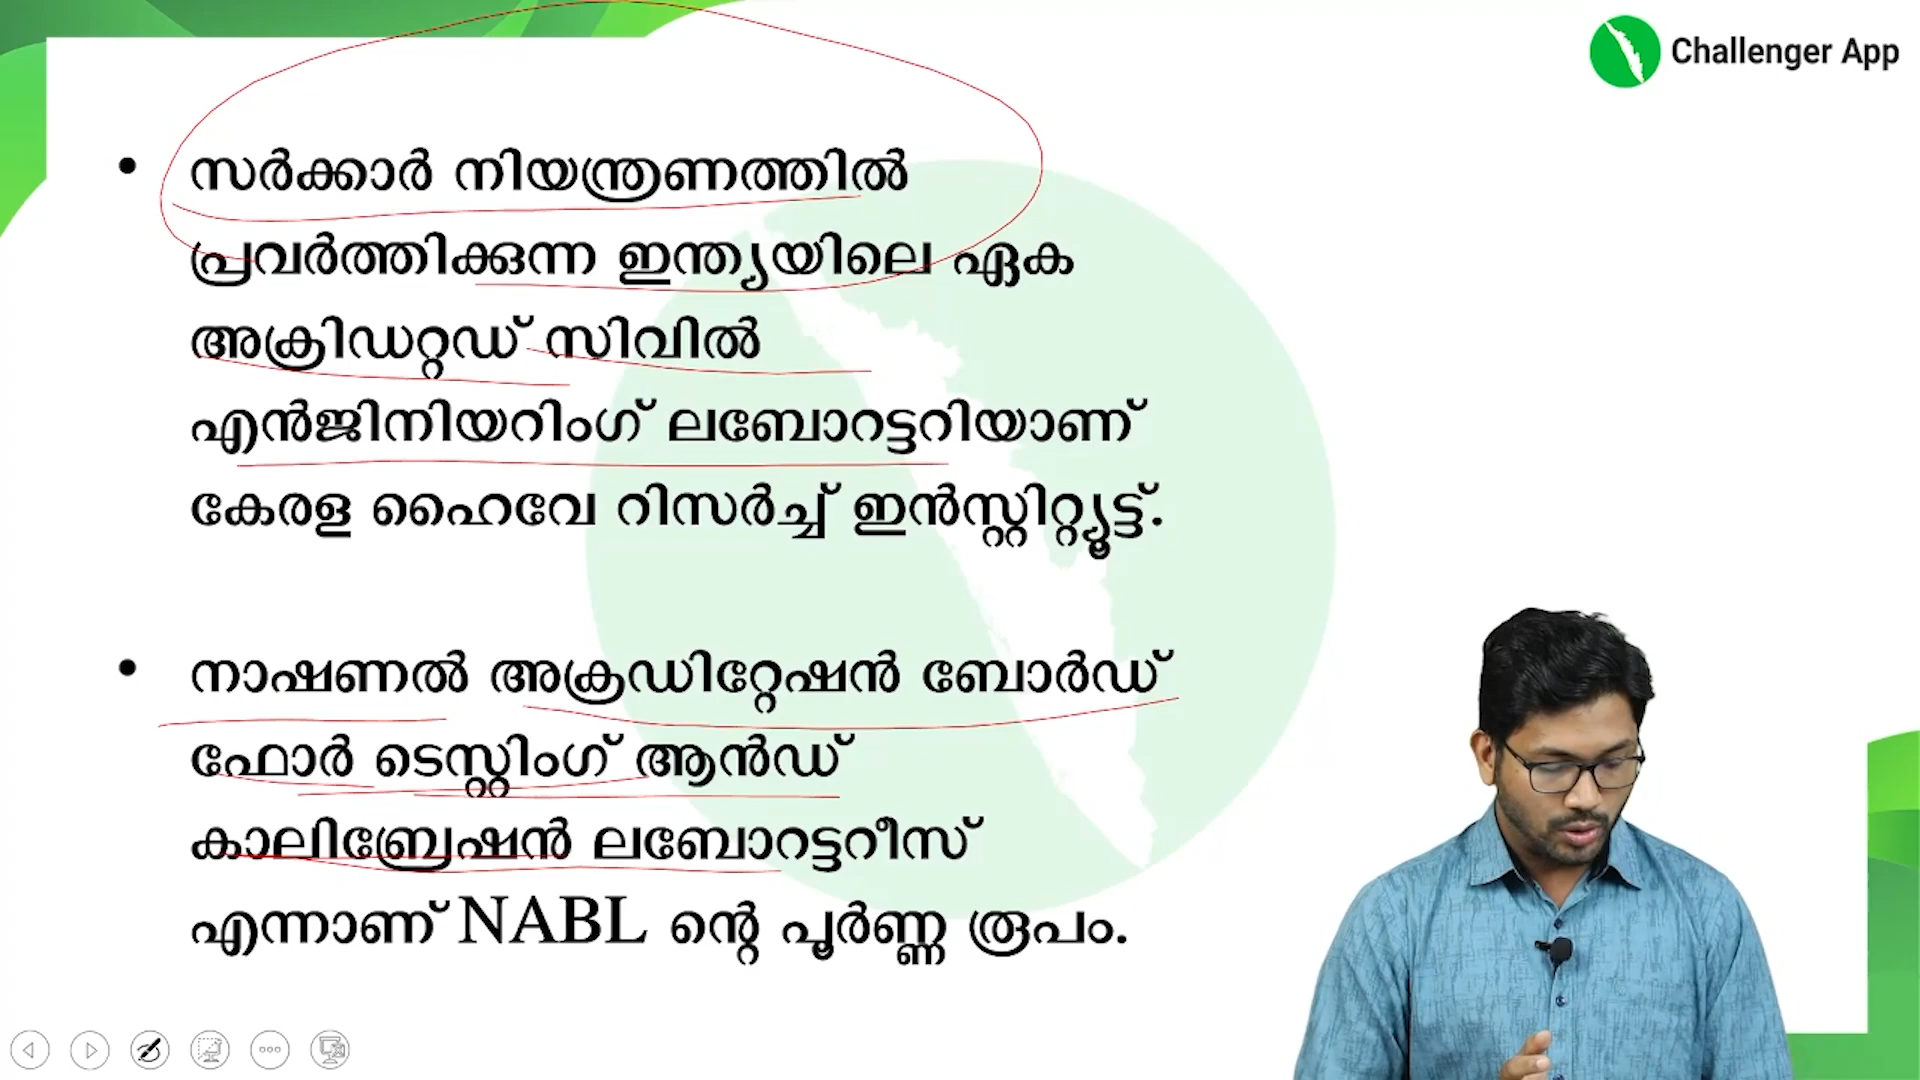 Challenger App
• സർക്കാർ നിയന്ത്രണത്തിൽ
പ്രവർത്തിക്കുന്ന ഇന്ത്യയിലെ ഏക
അക്രിഡറ്റഡ് സിവിൽ
എൻജിനിയറിംഗ് ലബോറട്ടറിയാണ്
കേരള ഹൈവേ റിസർച്ച് ഇൻസ്റ്റിറ്റ്യൂട്ട്.
• നാഷണൽ അക്രഡിറ്റേഷൻ ബോർഡ്
ഫോർ ടെസ്റ്റിംഗ് ആൻഡ്
കാലിബ്രേഷൻ ലബോറട്ടറീസ്
എന്നാണ് NABL ന്റെ പൂർണ്ണ രൂപം.